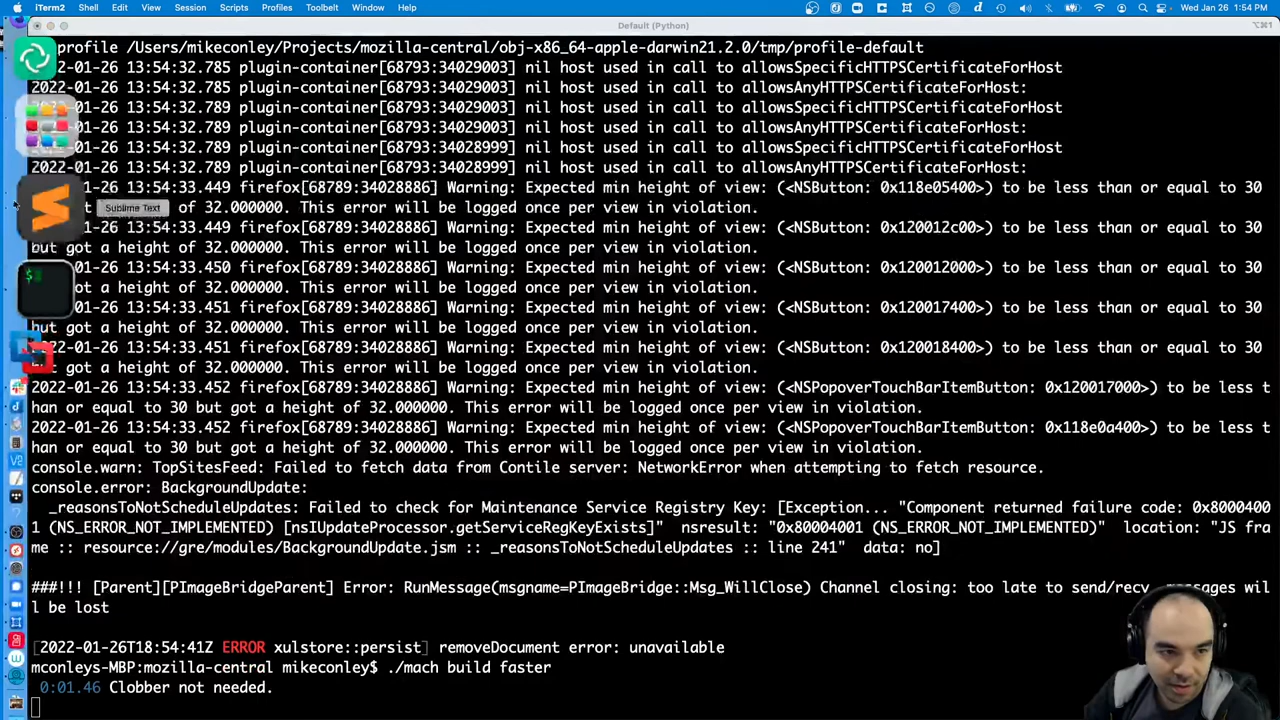 iTerm2 Shell Edit View Session Scripts Profiles Toolbelt Window Help Wed Jan 26 1:54 PM
Default (Python) ⌥⌘1
profile /Users/mikeconley/Projects/mozilla-central/obj-x86_64-apple-darwin21.2.0/tmp/profile-default
22-01-26 13:54:32.785 plugin-container[68793:34029003] nil host used in call to allowsSpecificHTTPSCertificateForHost
22-01-26 13:54:32.785 plugin-container[68793:34029003] nil host used in call to allowsAnyHTTPSCertificateForHost:
2-01-26 13:54:32.789 plugin-container[68793:34029003] nil host used in call to allowsSpecificHTTPSCertificateForHost
2-01-26 13:54:32.789 plugin-container[68793:34029003] nil host used in call to allowsAnyHTTPSCertificateForHost:
2-01-26 13:54:32.789 plugin-container[68793:34028999] nil host used in call to allowsSpecificHTTPSCertificateForHost
22-01-26 13:54:32.789 plugin-container[68793:34028999] nil host used in call to allowsAnyHTTPSCertificateForHost:
-01-26 13:54:33.449 firefox[68789:34028886] Warning: Expected min height of view: (<NSButton: 0x118e05400>) to be less than or equal to 30
Sublime Text of 32.000000. This error will be logged once per view in violation.
-01-26 13:54:33.449 firefox[68789:34028886] Warning: Expected min height of view: (<NSButton: 0x120012c00>) to be less than or equal to 30
but got a height of 32.000000. This error will be logged once per view in violation.
-01-26 13:54:33.450 firefox[68789:34028886] Warning: Expected min height of view: (<NSButton: 0x120012000>) to be less than or equal to 30
got a height of 32.000000. This error will be logged once per view in violation.
-01-26 13:54:33.451 firefox[68789:34028886] Warning: Expected min height of view: (<NSButton: 0x120017400>) to be less than or equal to 30
but got a height of 32.000000. This error will be logged once per view in violation.
22-01-26 13:54:33.451 firefox[68789:34028886] Warning: Expected min height of view: (<NSButton: 0x120018400>) to be less than or equal to 30
got a height of 32.000000. This error will be logged once per view in violation.
2022-01-26 13:54:33.452 firefox[68789:34028886] Warning: Expected min height of view: (<NSPopoverTouchBarItemButton: 0x120017000>) to be less t
han or equal to 30 but got a height of 32.000000. This error will be logged once per view in violation.
2022-01-26 13:54:33.452 firefox[68789:34028886] Warning: Expected min height of view: (<NSPopoverTouchBarItemButton: 0x118e0a400>) to be less t
han or equal to 30 but got a height of 32.000000. This error will be logged once per view in violation.
console.warn: TopSitesFeed: Failed to fetch data from Contile server: NetworkError when attempting to fetch resource.
console.error: BackgroundUpdate:
_reasonsToNotScheduleUpdates: Failed to check for Maintenance Service Registry Key: [Exception... "Component returned failure code: 0x8000400
1 (NS_ERROR_NOT_IMPLEMENTED) [nsIUpdateProcessor.getServiceRegKeyExists]" nsresult: "0x80004001 (NS_ERROR_NOT_IMPLEMENTED)" location: "JS fra
me :: resource://gre/modules/BackgroundUpdate.jsm :: _reasonsToNotScheduleUpdates :: line 241" data: no]
###!!! [Parent][PImageBridgeParent] Error: RunMessage(msgname=PImageBridge::Msg_WillClose) Channel closing: too late to send/recv, messages wil
l be lost
[2022-01-26T18:54:41Z ERROR xulstore::persist] removeDocument error: unavailable
mconleys-MBP:mozilla-central mikeconley$ ./mach build faster
0:01.46 Clobber not needed.